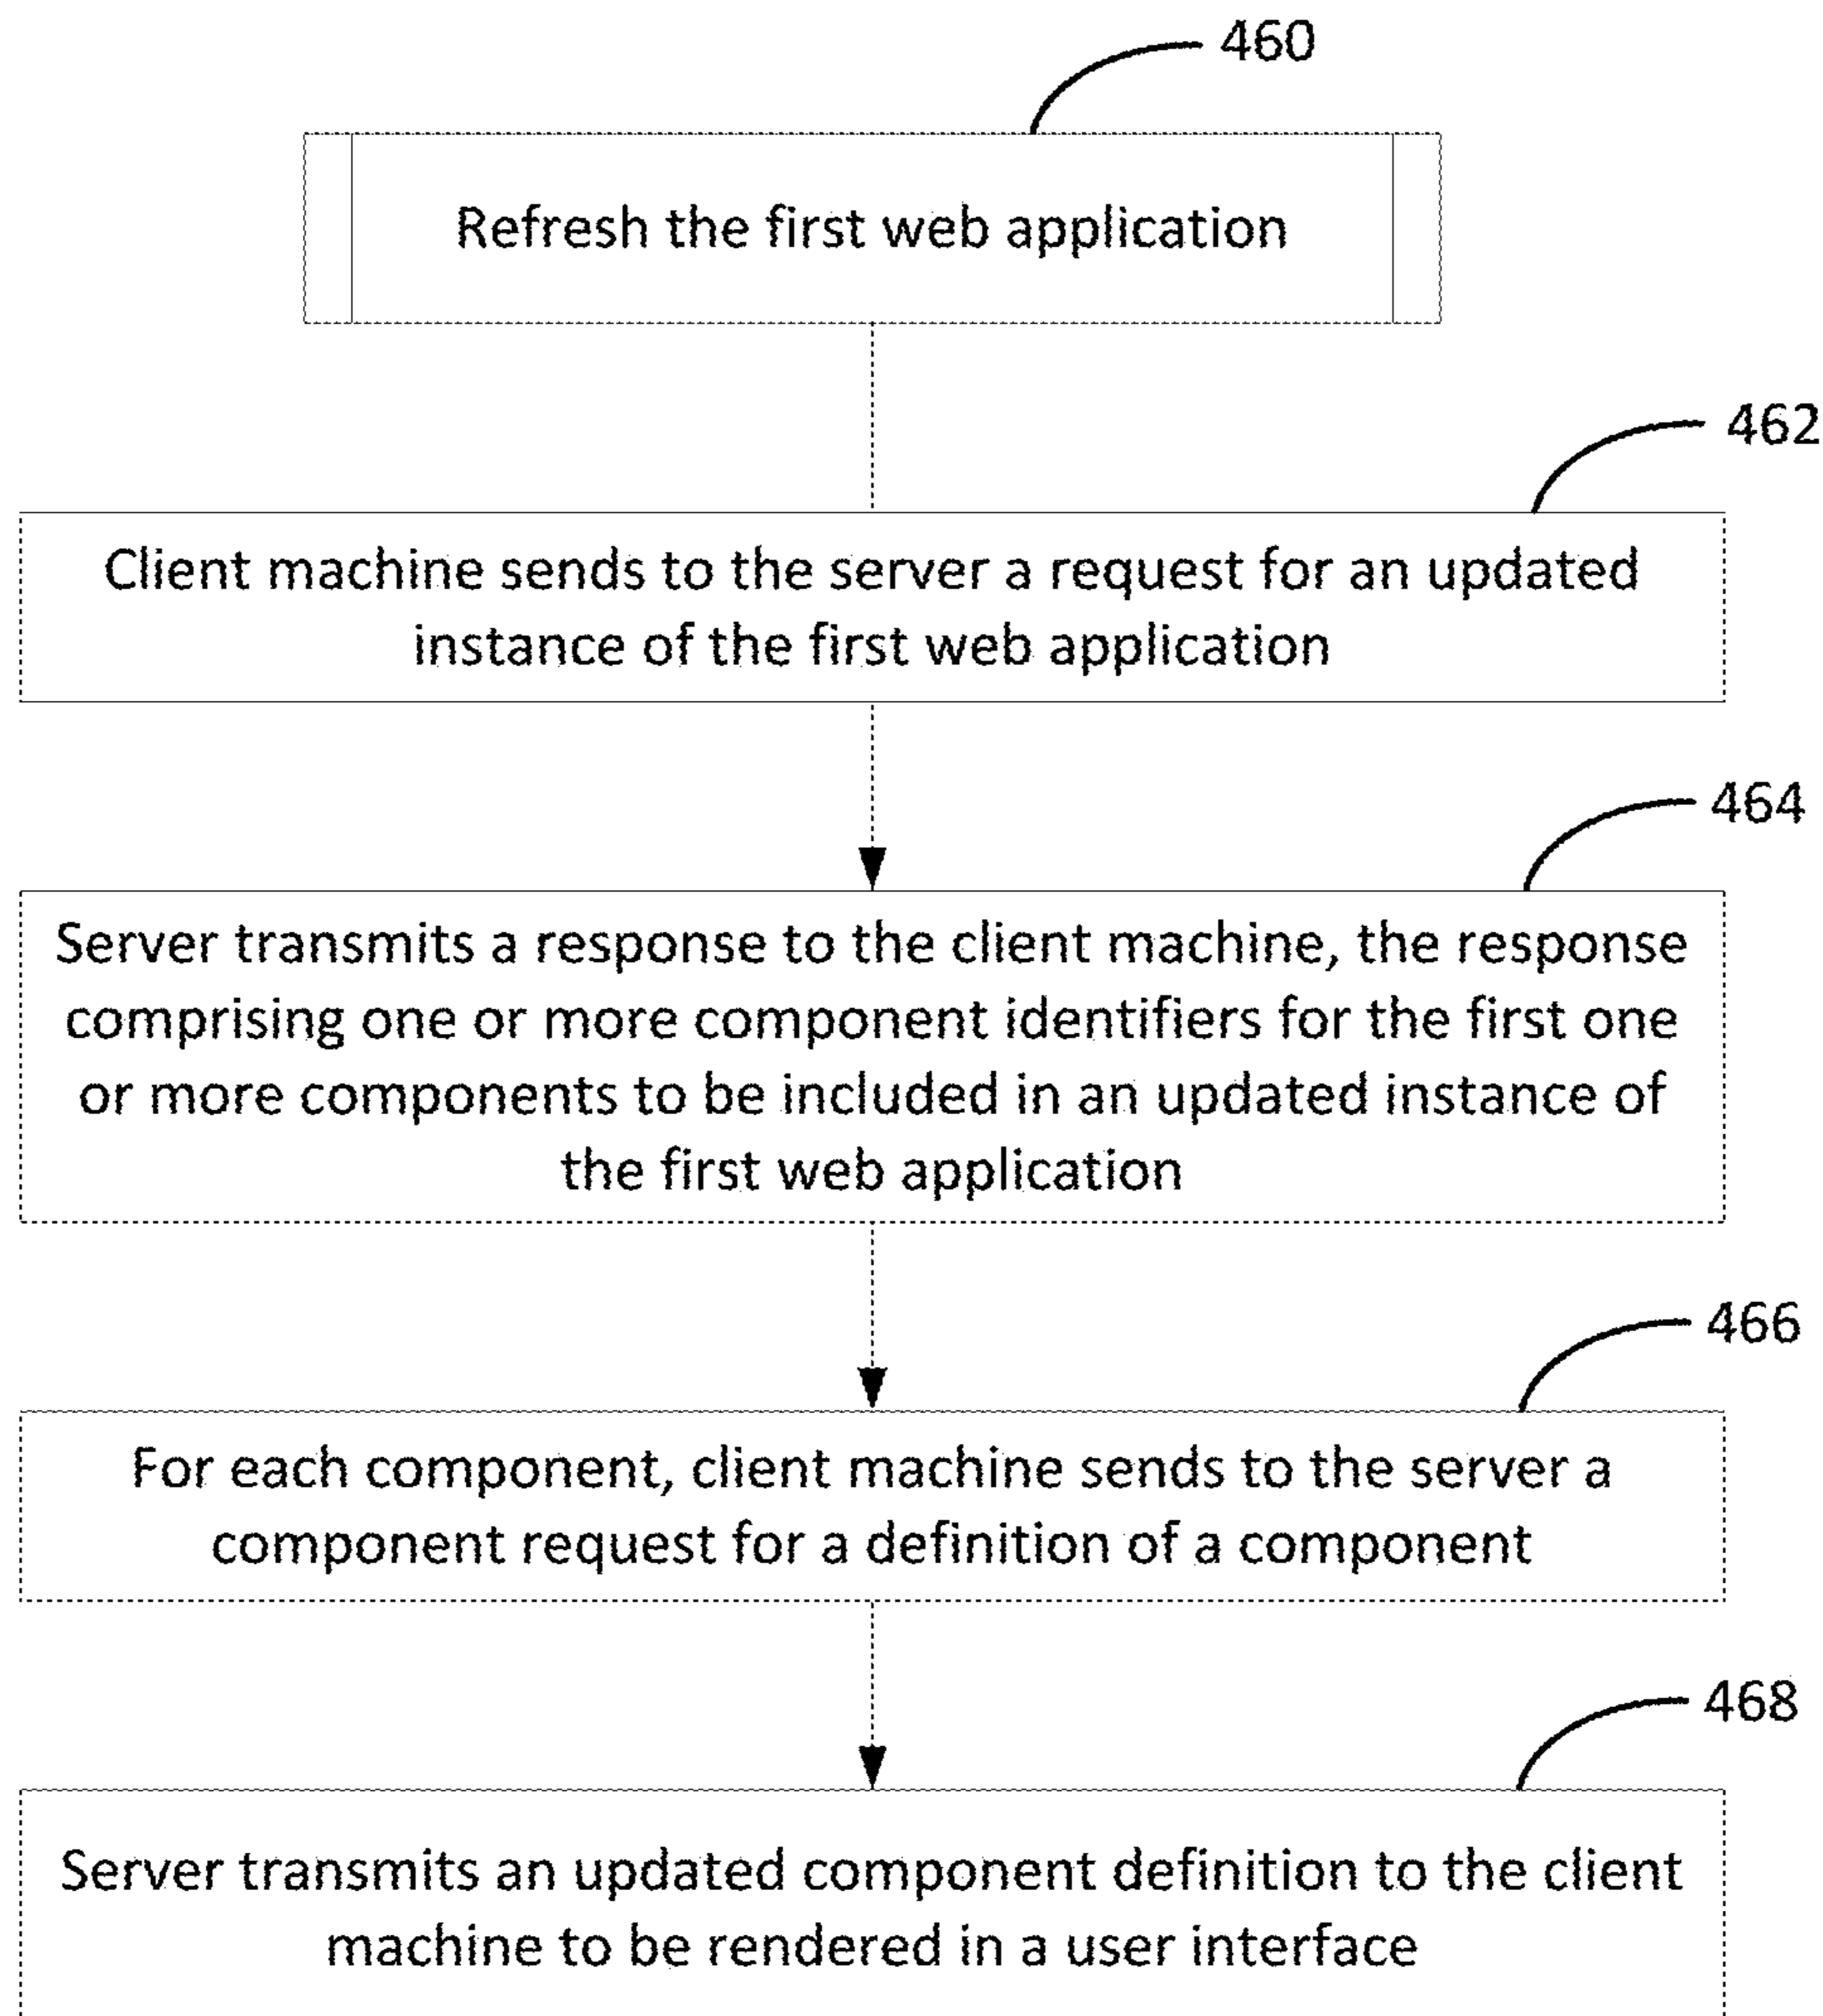 460
Refresh the first web application
462
Client machine sends to the server a request for an updated
instance of the first web application
464
Server transmits a response to the client machine, the response
comprising one or more component identifiers for the first one
or more components to be included in an updated instance of
the first web application
466
For each component, client machine sends to the server a
component request for a definition of a component
468
Server transmits an updated component definition to the client
machine to be rendered in a user interface